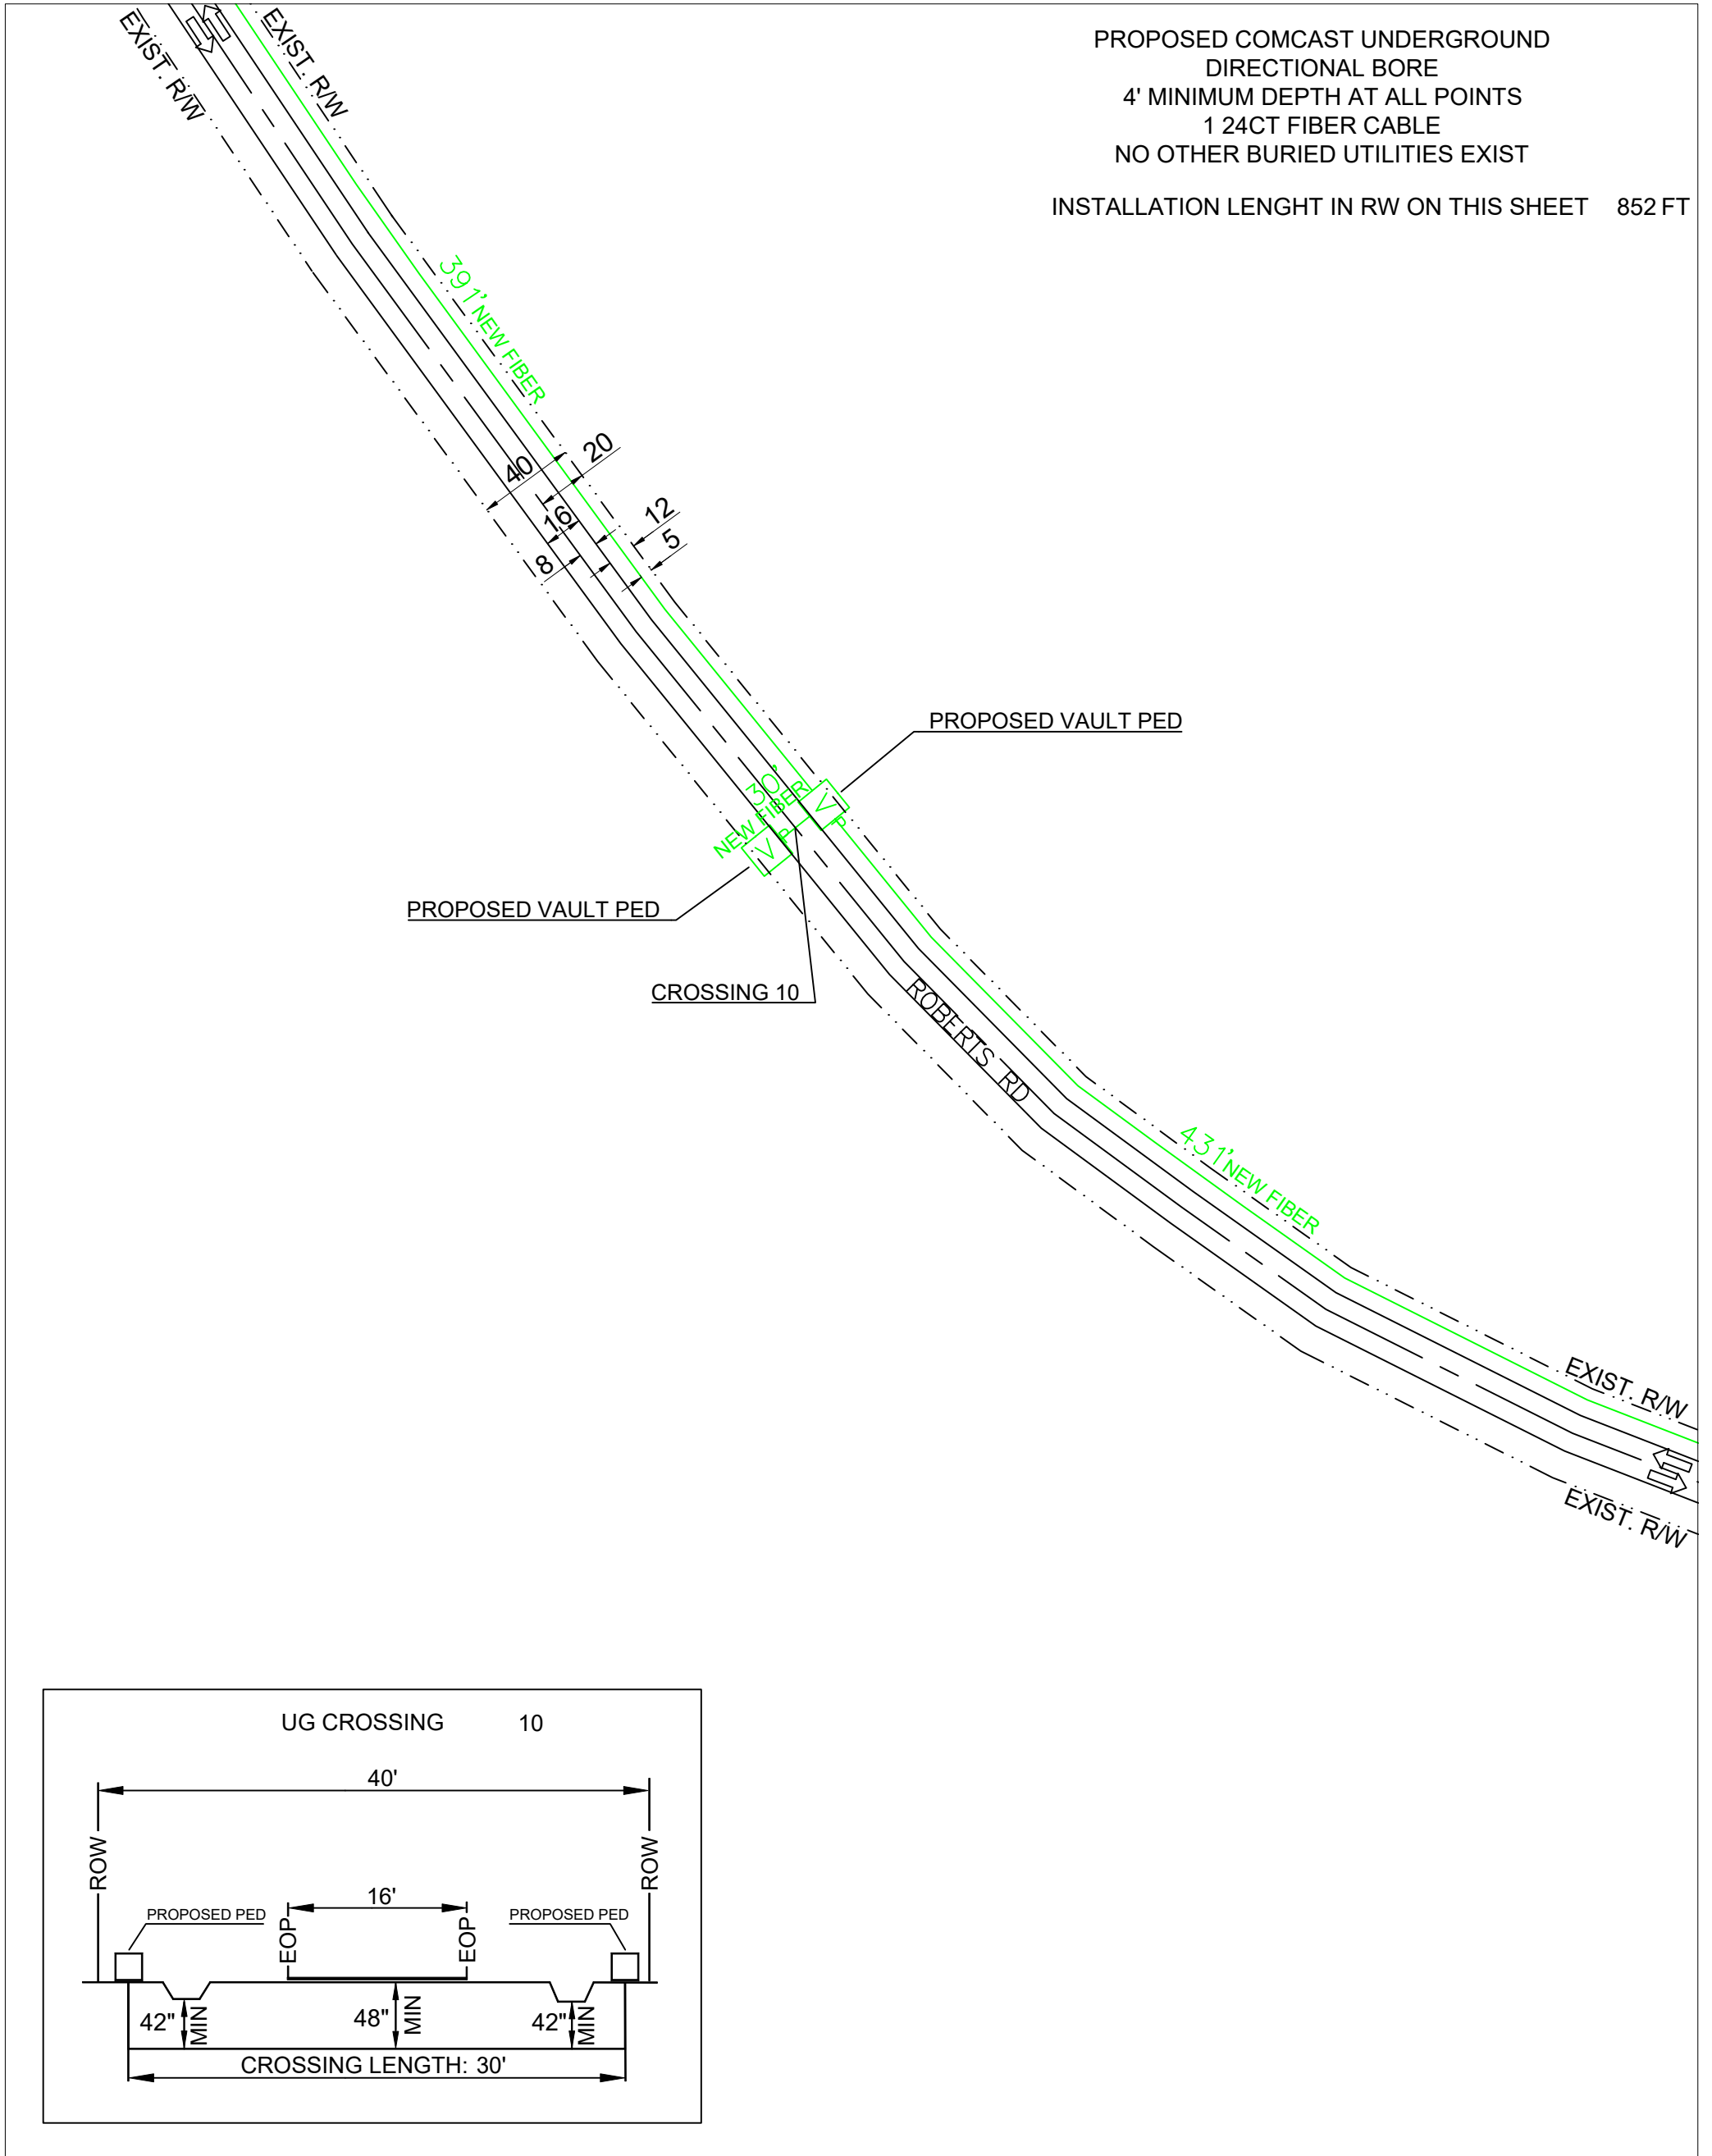 PROPOSED COMCAST UNDERGROUND
DIRECTIONAL BORE
4' MINIMUM DEPTH AT ALL POINTS
1 24CT FIBER CABLE
NO OTHER BURIED UTILITIES EXIST
INSTALLATION LENGHT IN RW ON THIS SHEET 852 FT
EXIST. R/W
EXIST. R/W
391' NEW FIBER
40
20
16
12
8
5
PROPOSED VAULT PED
30'
NEW FIBER
V P
V P
PROPOSED VAULT PED
CROSSING 10
ROBERTS RD
431' NEW FIBER
EXIST. R/W
EXIST. R/W
UG CROSSING 10
40'
ROW
ROW
16'
PROPOSED PED
PROPOSED PED
EOP
EOP
42" MIN
48" MIN
42" MIN
CROSSING LENGTH: 30'